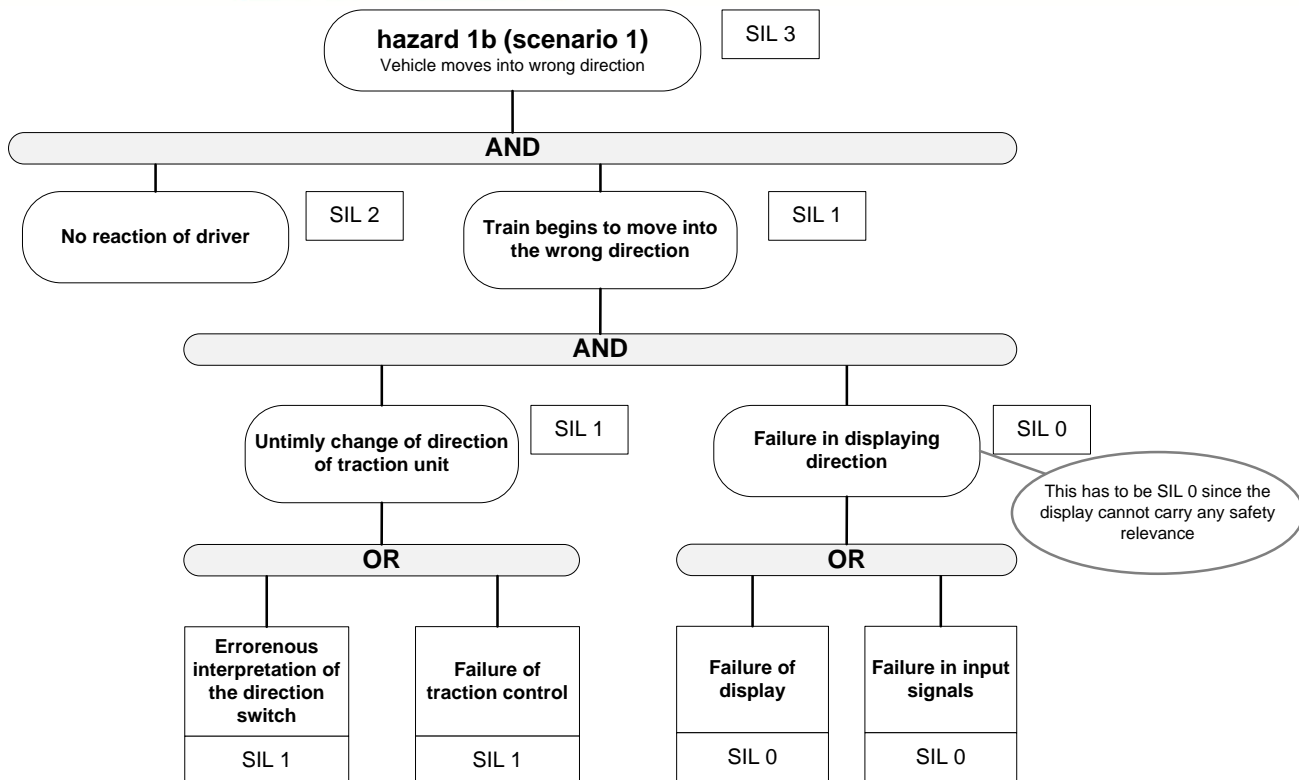 hazard 1b (scenario 1)
Vehicle moves into wrong direction
SIL 3
AND
No reaction of driver
SIL 2
Train begins to move into
the wrong direction
SIL 1
AND
Untimly change of direction
of traction unit
SIL 1
Failure in displaying
direction
SIL 0
This has to be SIL 0 since the
display cannot carry any safety
relevance
OR
OR
Errorenous
interpretation of
the direction
switch
SIL 1
Failure of
traction control
SIL 1
Failure of
display
SIL 0
Failure in input
signals
SIL 0